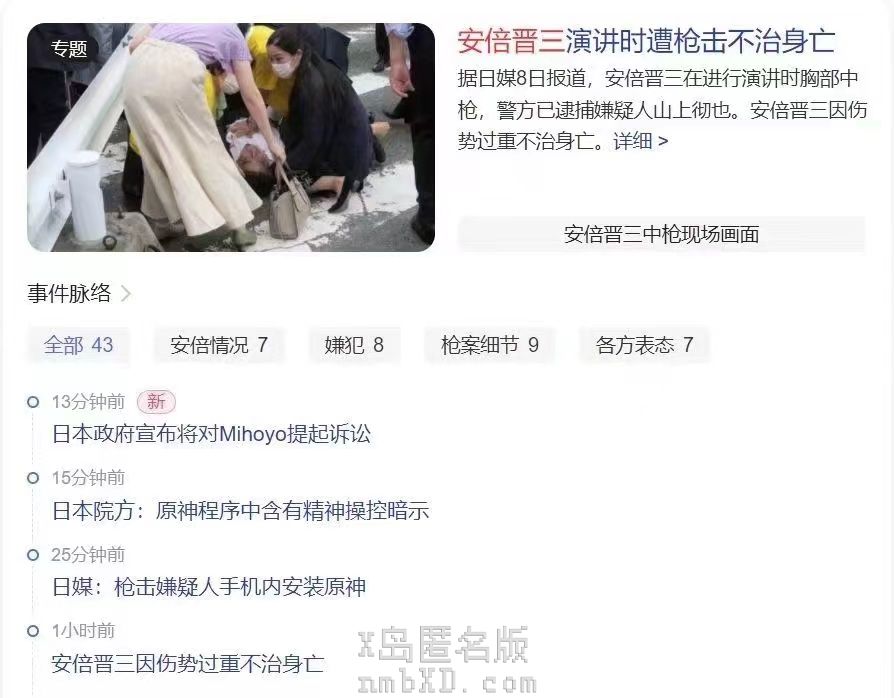 专题
安倍晋三演讲时遭枪击不治身亡
据日媒8日报道，安倍晋三在进行演讲时胸部中
枪，警方已逮捕嫌疑人山上彻也。安倍晋三因伤
势过重不治身亡。详细 >
安倍晋三中枪现场画面
事件脉络 >
全部 43 安倍情况 7 嫌犯 8 枪案细节 9 各方表态 7
13分钟前 新
日本政府宣布将对Mihoyo提起诉讼
15分钟前
日本院方：原神程序中含有精神操控暗示
25分钟前
日媒：枪击嫌疑人手机内安装原神
1小时前
安倍晋三因伤势过重不治身亡
X岛匿名版
nmbXD.com